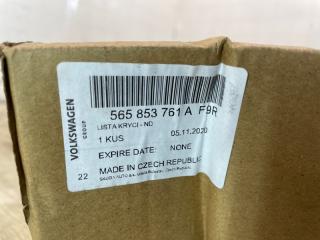 VOLKSWAGEN
GROUP
565 853 761 A F9R
LISTA KRYCI - ND
1 KUS 05.11.2020
EXPIRE DATE: NONE
22 MADE IN CZECH REPUBLIC